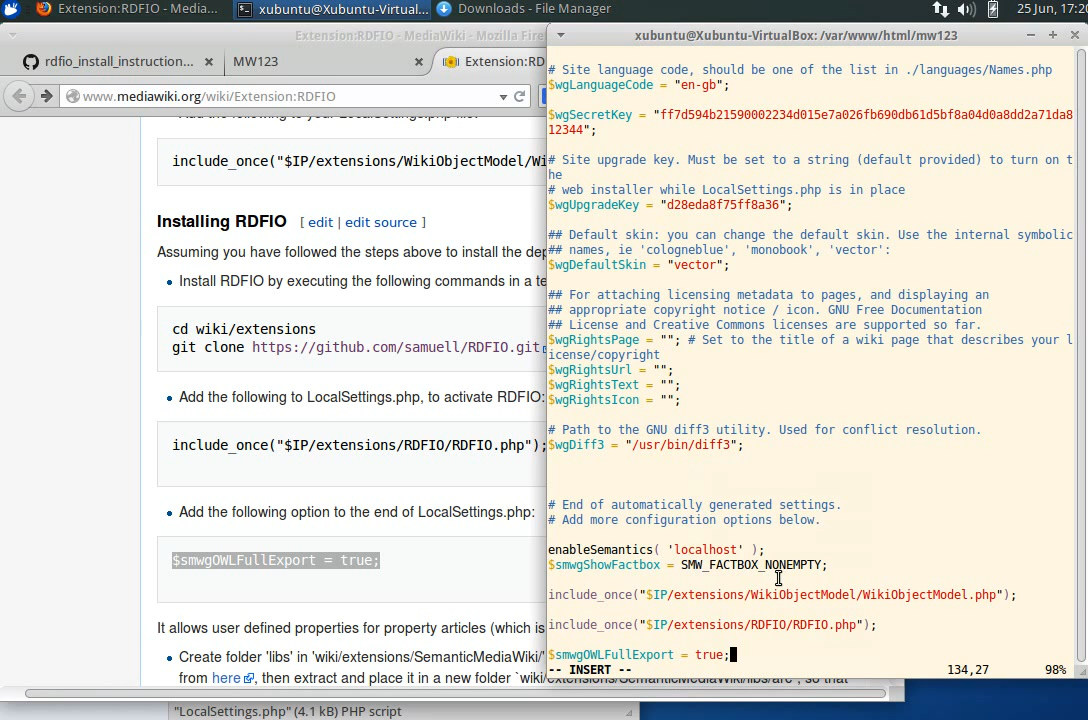 Extension:RDFIO - Media...
xubuntu@Xubuntu-Virtual...
Downloads - File Manager
25 Jun, 17:20
Extension:RDFIO - MediaWiki - Mozilla Fire
rdfio_install_instruction...
MW123
Extension:RD
www.mediawiki.org/wiki/Extension:RDFIO
include_once("$IP/extensions/WikiObjectModel/Wi
Installing RDFIO [ edit | edit source ]
Assuming you have followed the steps above to install the dep
Install RDFIO by executing the following commands in a te
cd wiki/extensions
git clone https://github.com/samuell/RDFIO.git
Add the following to LocalSettings.php, to activate RDFIO:
include_once("$IP/extensions/RDFIO/RDFIO.php");
Add the following option to the end of LocalSettings.php:
$smwgOWLFullExport = true;
It allows user defined properties for property articles (which is
Create folder 'libs' in 'wiki/extensions/SemanticMediaWiki/'
from here, then extract and place it in a new folder `wiki/extensions/SemanticMediaWiki/libs/arc`, so that
"LocalSettings.php" (4.1 kB) PHP script
xubuntu@Xubuntu-VirtualBox: /var/www/html/mw123
# Site language code, should be one of the list in ./languages/Names.php
$wgLanguageCode = "en-gb";
$wgSecretKey = "ff7d594b21590002234d015e7a026fb690db61d5bf8a04d0a8dd2a71da8
12344";
# Site upgrade key. Must be set to a string (default provided) to turn on t
he
# web installer while LocalSettings.php is in place
$wgUpgradeKey = "d28eda8f75ff8a36";
## Default skin: you can change the default skin. Use the internal symbolic
## names, ie 'cologneblue', 'monobook', 'vector':
$wgDefaultSkin = "vector";
## For attaching licensing metadata to pages, and displaying an
## appropriate copyright notice / icon. GNU Free Documentation
## License and Creative Commons licenses are supported so far.
$wgRightsPage = ""; # Set to the title of a wiki page that describes your l
icense/copyright
$wgRightsUrl = "";
$wgRightsText = "";
$wgRightsIcon = "";
# Path to the GNU diff3 utility. Used for conflict resolution.
$wgDiff3 = "/usr/bin/diff3";
# End of automatically generated settings.
# Add more configuration options below.
enableSemantics( 'localhost' );
$smwgShowFactbox = SMW_FACTBOX_NONEMPTY;
include_once("$IP/extensions/WikiObjectModel/WikiObjectModel.php");
include_once("$IP/extensions/RDFIO/RDFIO.php");
$smwgOWLFullExport = true;
-- INSERT -- 134,27 98%